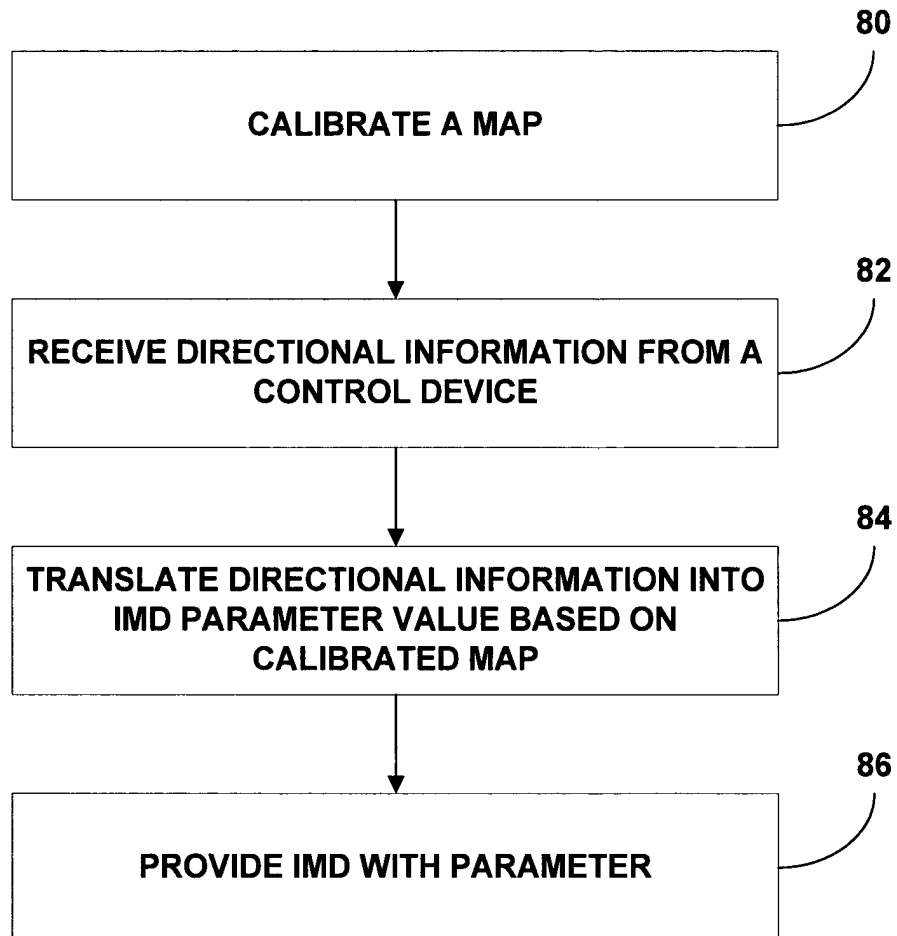 80
CALIBRATE A MAP
82
RECEIVE DIRECTIONAL INFORMATION FROM A
CONTROL DEVICE
84
TRANSLATE DIRECTIONAL INFORMATION INTO
IMD PARAMETER VALUE BASED ON
CALIBRATED MAP
86
PROVIDE IMD WITH PARAMETER